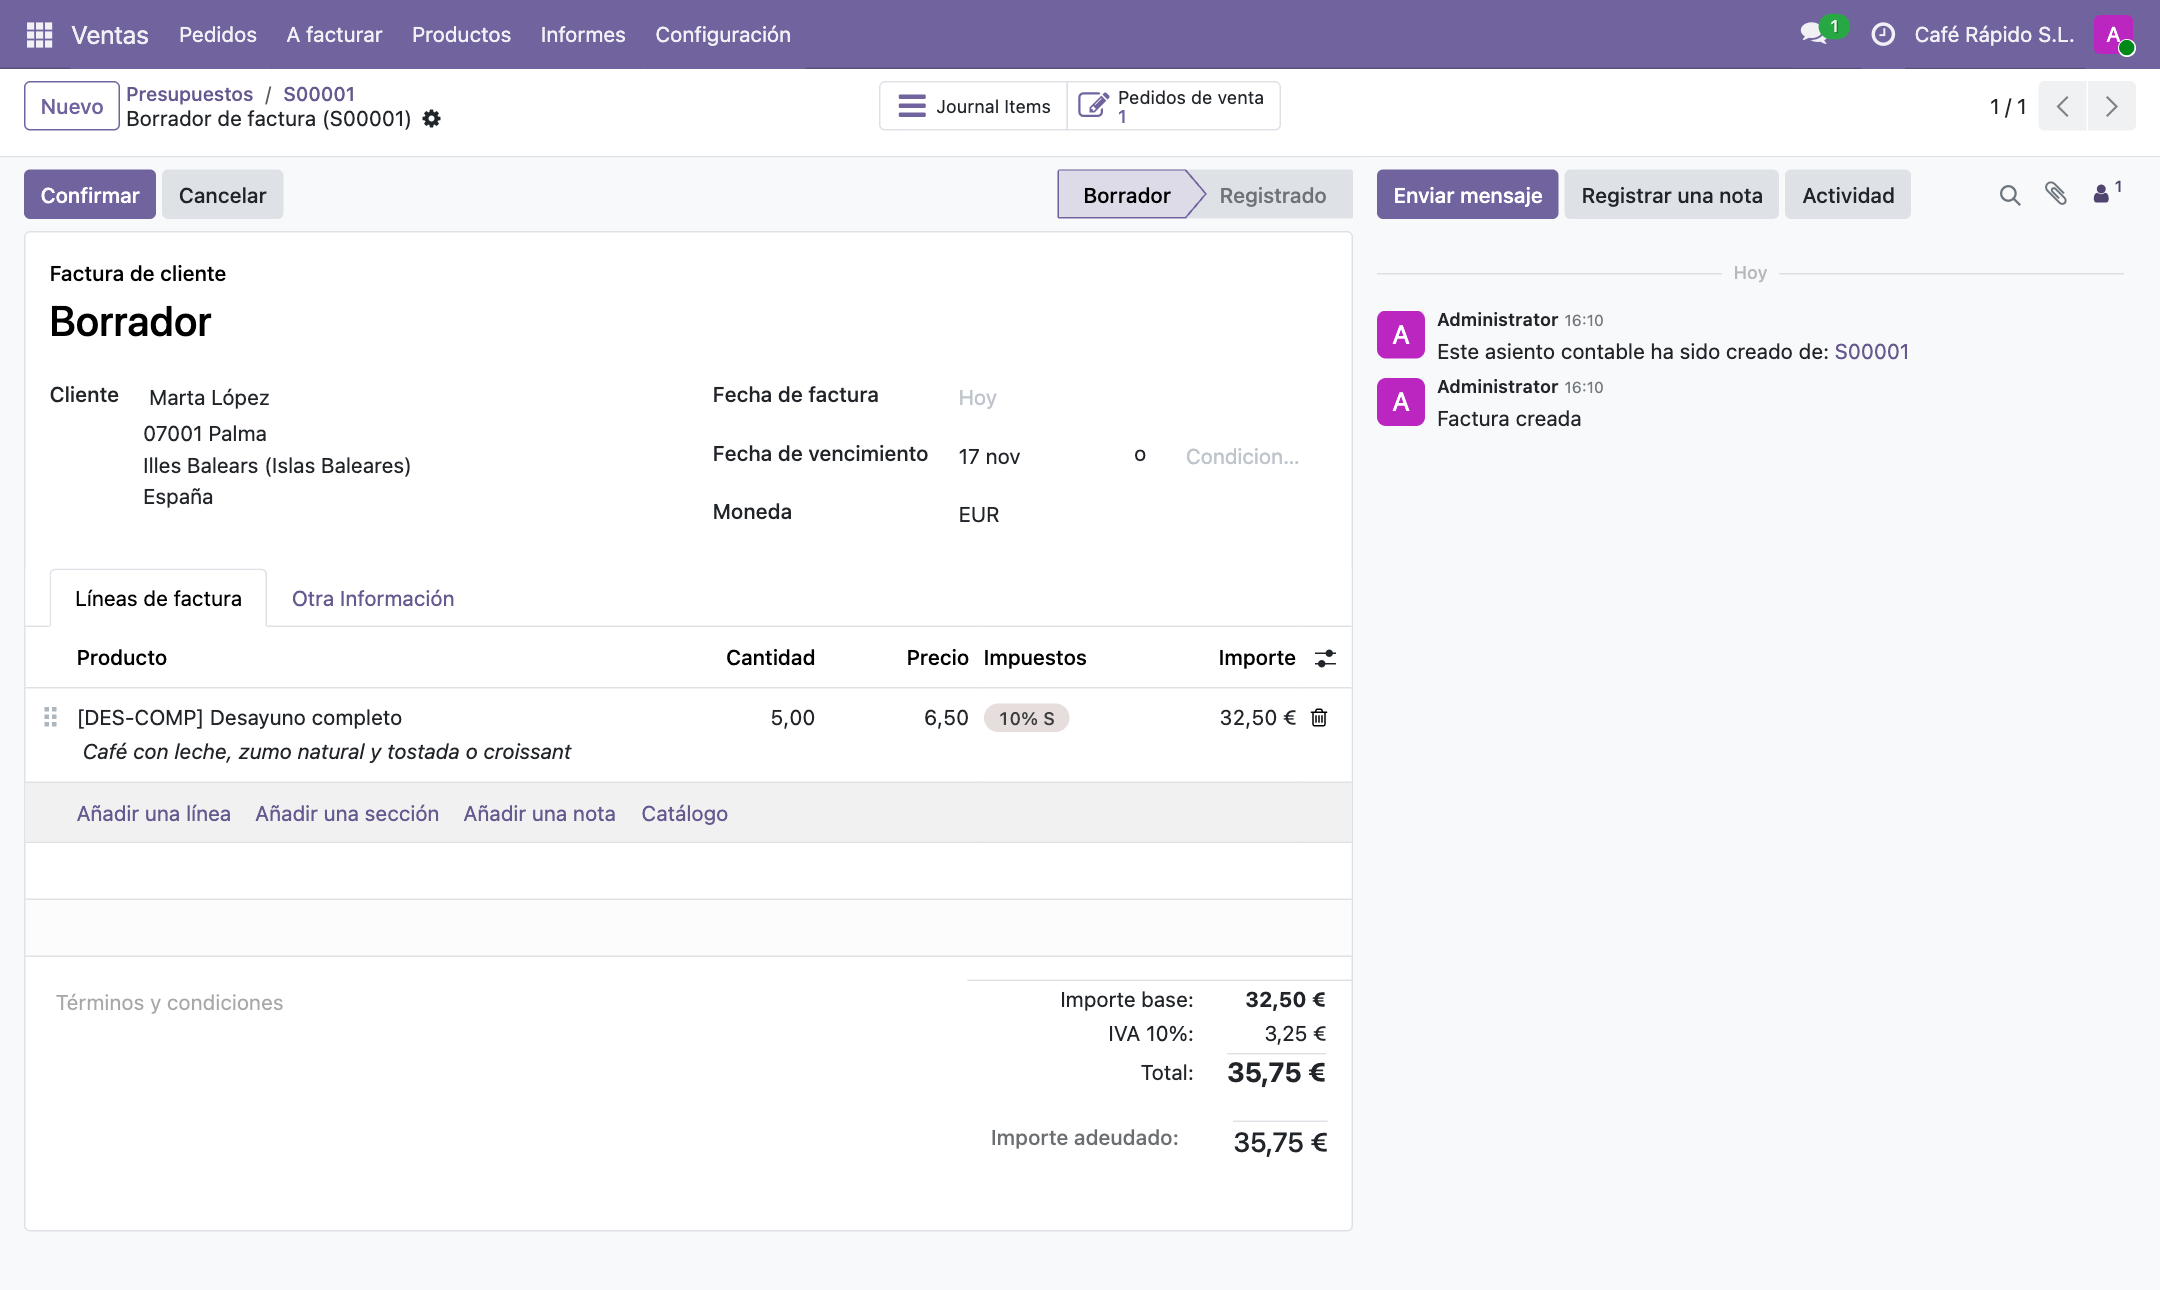 Ventas
Pedidos
A facturar
Productos
Informes
Configuración
1
Café Rápido S.L.
A
Nuevo
Presupuestos / S00001
Borrador de factura (S00001)
Journal Items
Pedidos de venta
1
1 / 1
Confirmar
Cancelar
Borrador
Registrado
Enviar mensaje
Registrar una nota
Actividad
1
Factura de cliente
Borrador
Cliente
Marta López
07001 Palma
Illes Balears (Islas Baleares)
España
Fecha de factura
Hoy
Fecha de vencimiento
17 nov
o
Condicion...
Moneda
EUR
Líneas de factura
Otra Información
Producto Cantidad Precio Impuestos Importe
[DES-COMP] Desayuno completo 5,00 6,50 10% S 32,50 €
Café con leche, zumo natural y tostada o croissant
Añadir una línea Añadir una sección Añadir una nota Catálogo
Términos y condiciones
Importe base: 32,50 €
IVA 10%: 3,25 €
Total: 35,75 €
Importe adeudado: 35,75 €
Hoy
A
Administrator 16:10
Este asiento contable ha sido creado de: S00001
A
Administrator 16:10
Factura creada